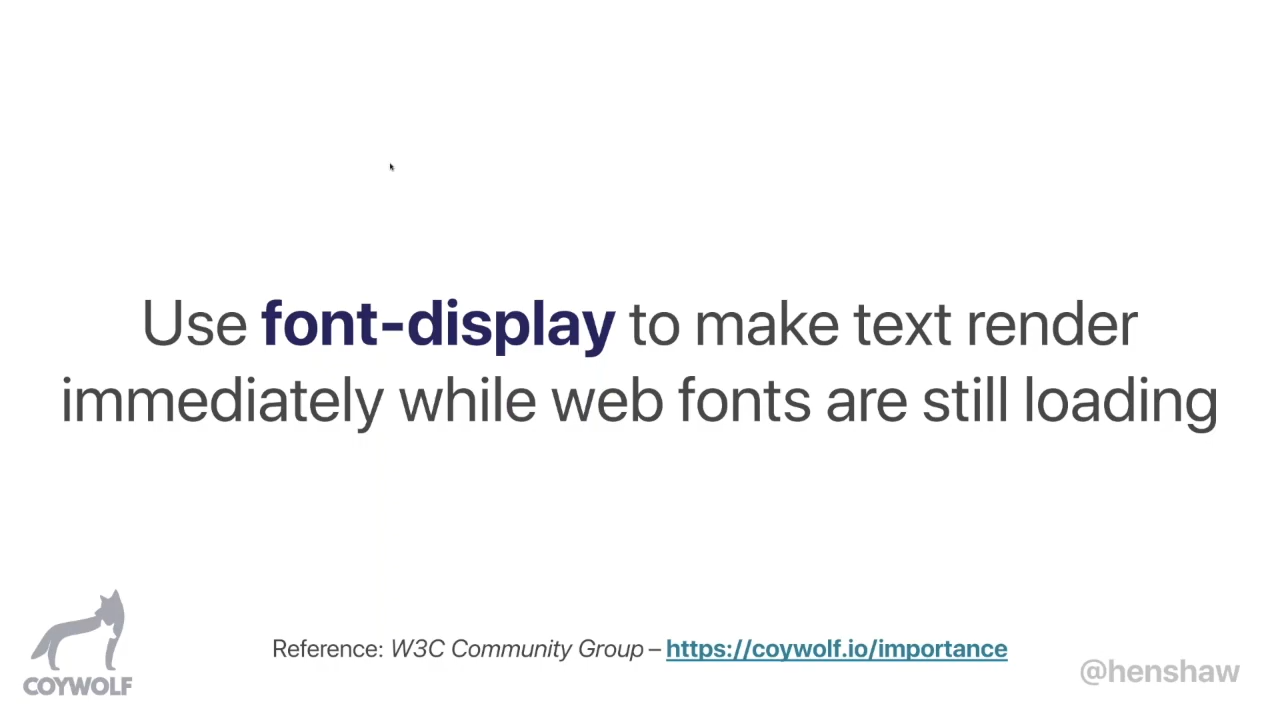 Use font-display to make text render
immediately while web fonts are still loading
Reference: W3C Community Group – https://coywolf.io/importance
COYWOLF
@henshaw